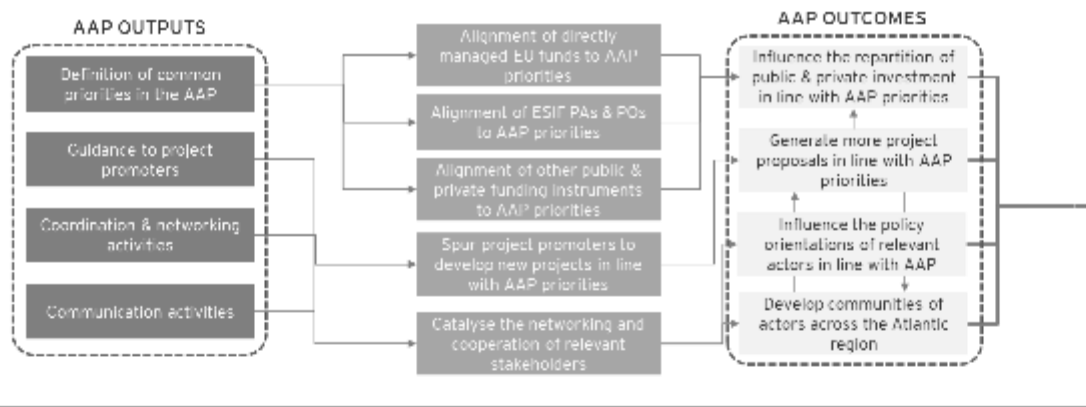 AAP OUTPUTS
Definition of common
priorities in the AAP
Guidance to project
promoters
Coordination & networking
activities
Communication activities
Alignment of directly
managed EU funds to AAP
priorities
Alignment of ESIF PAs & POs
to AAP priorities
Alignment of other public &
private funding instruments
to AAP priorities
Spur project promoters to
develop new projects in line
with AAP priorities
Catalyse the networking and
cooperation of relevant
stakeholders
AAP OUTCOMES
Influence the repartition of
public & private investment
in line with AAP priorities
Generate more project
proposals in line with AAP
priorities
Influence the policy
orientations of relevant
actors in line with AAP
Develop communities of
actors across the Atlantic
region